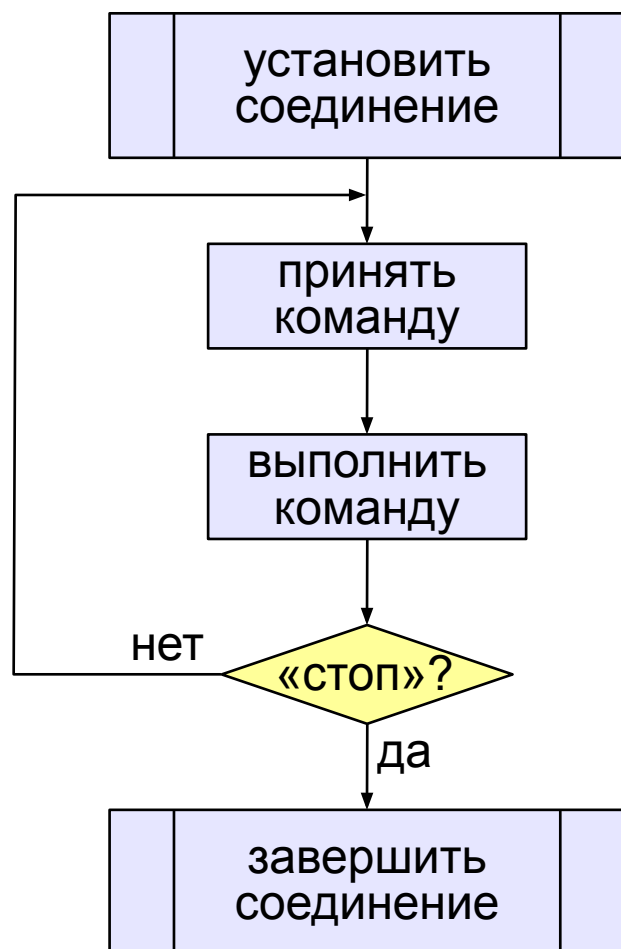 установить
соединение
принять
команду
выполнить
команду
нет
«стоп»?
да
завершить
соединение